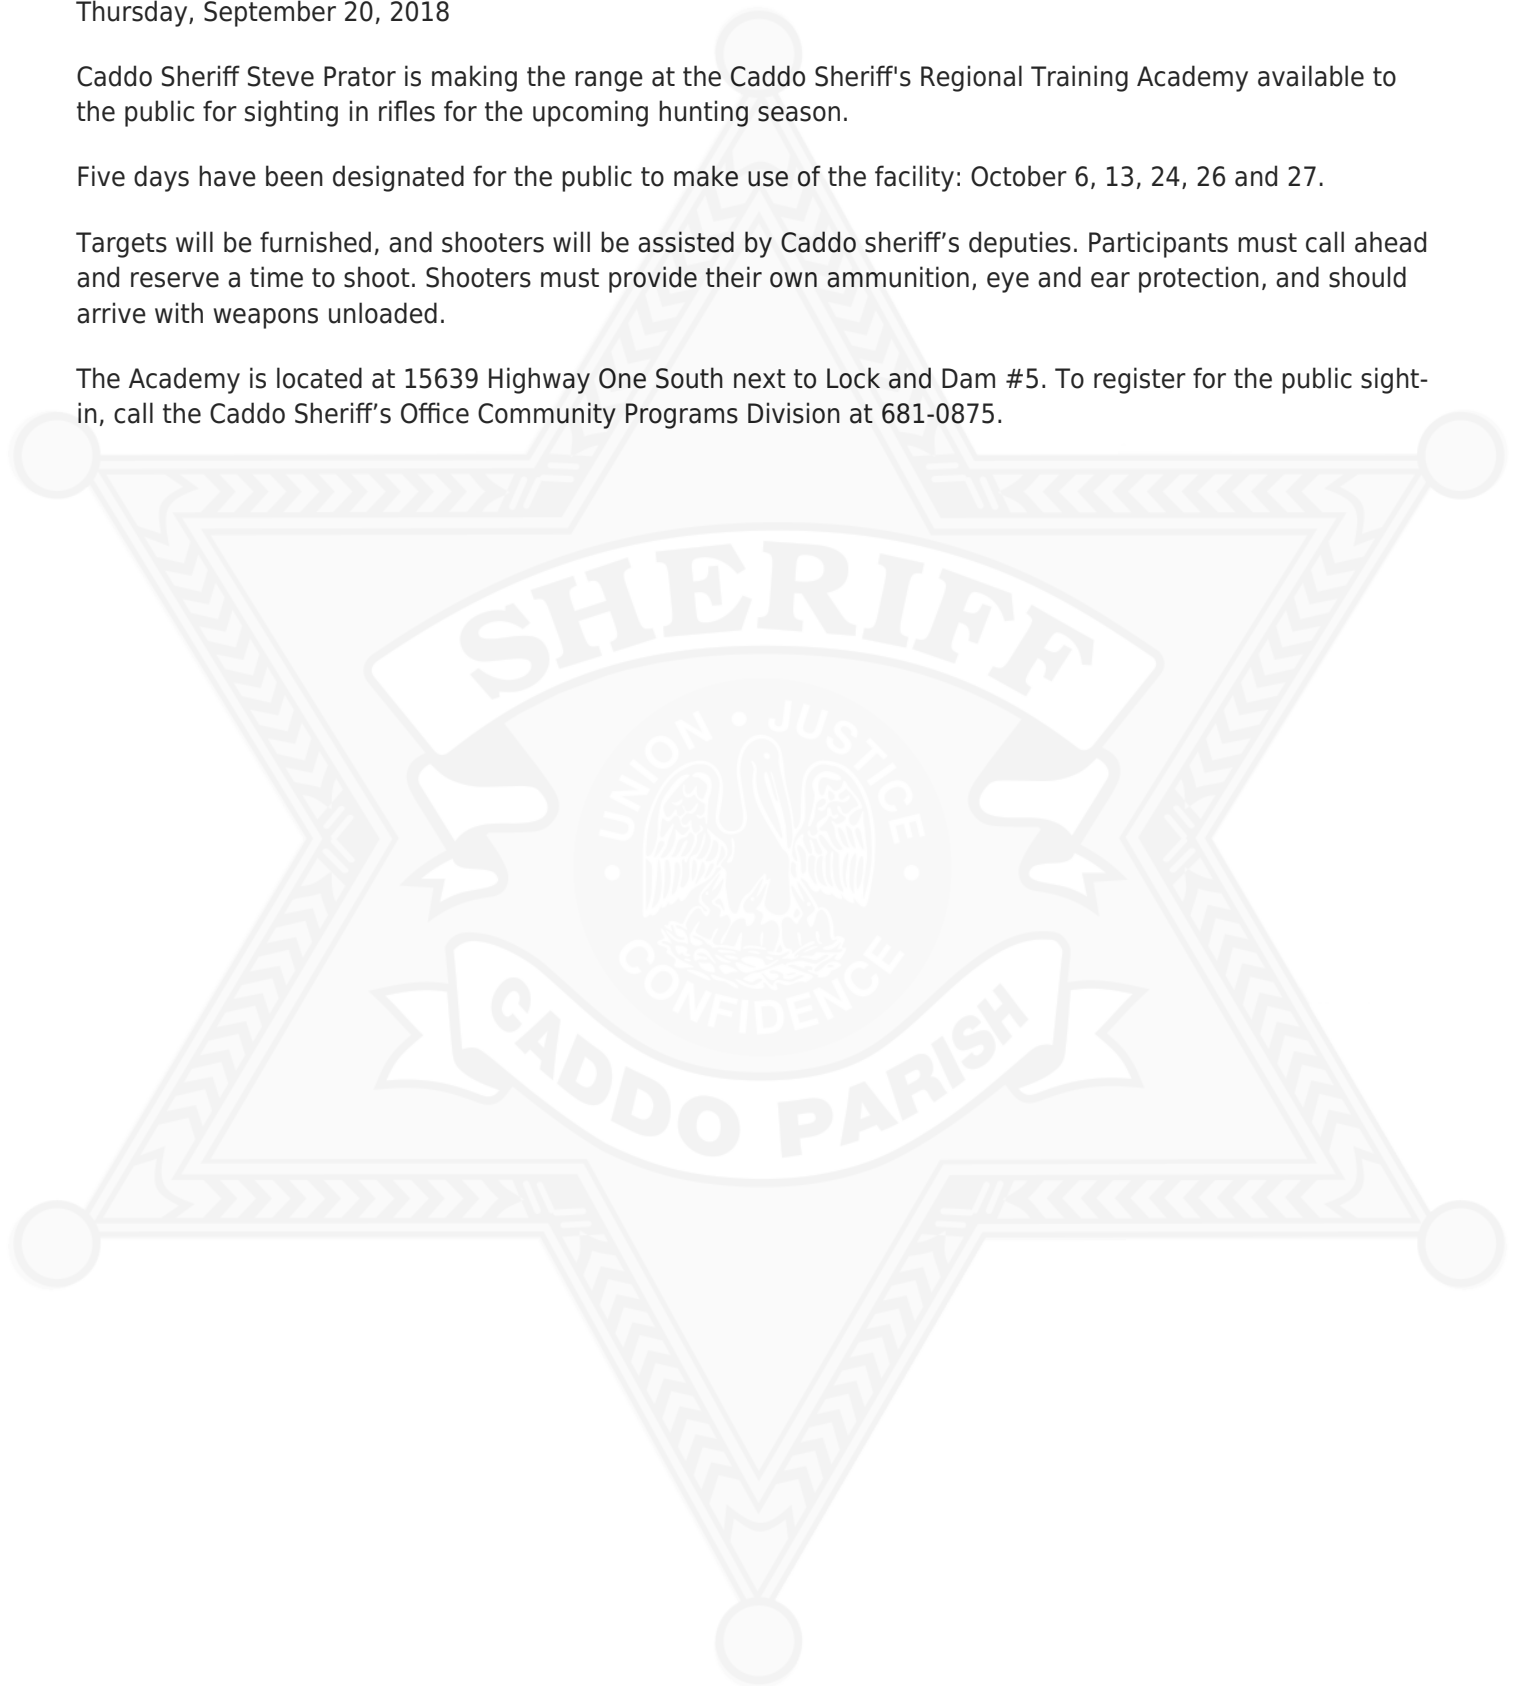 Thursday, September 20, 2018
Caddo Sheriff Steve Prator is making the range at the Caddo Sheriff's Regional Training Academy available to
the public for sighting in rifles for the upcoming hunting season.
Five days have been designated for the public to make use of the facility: October 6, 13, 24, 26 and 27.
Targets will be furnished, and shooters will be assisted by Caddo sheriff’s deputies. Participants must call ahead
and reserve a time to shoot. Shooters must provide their own ammunition, eye and ear protection, and should
arrive with weapons unloaded.
The Academy is located at 15639 Highway One South next to Lock and Dam #5. To register for the public sight-
in, call the Caddo Sheriff’s Office Community Programs Division at 681-0875.
SHERIFF
UNION • JUSTICE
• CONFIDENCE •
CADDO PARISH